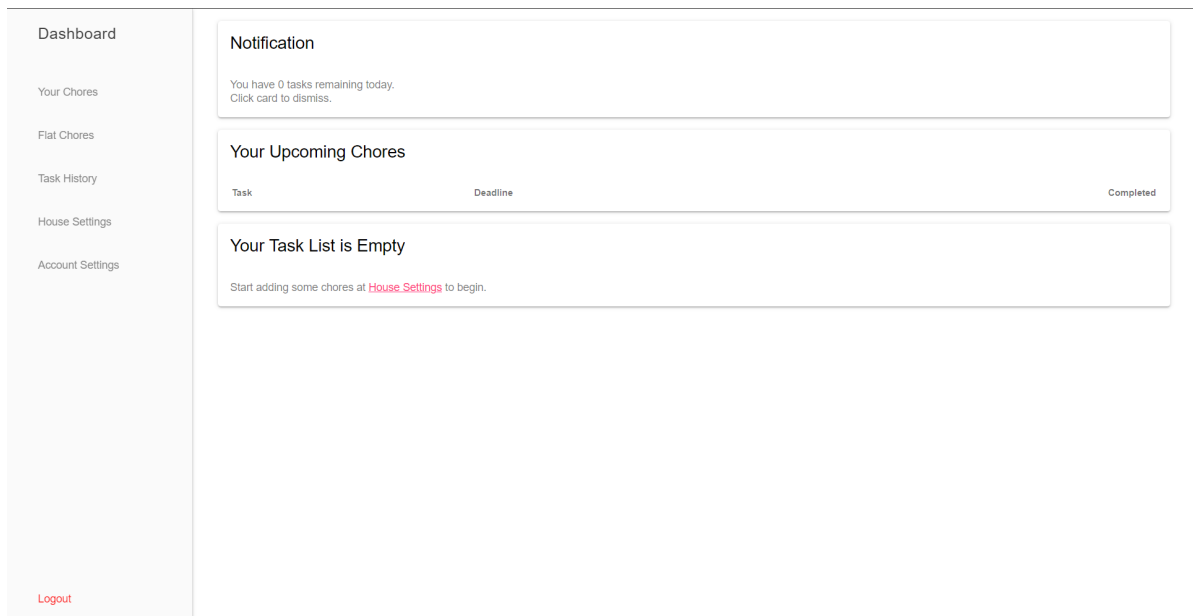 Dashboard
Your Chores
Flat Chores
Task History
House Settings
Account Settings
Logout
Notification
You have 0 tasks remaining today.
Click card to dismiss.
Your Upcoming Chores
Task Deadline Completed
Your Task List is Empty
Start adding some chores at House Settings to begin.